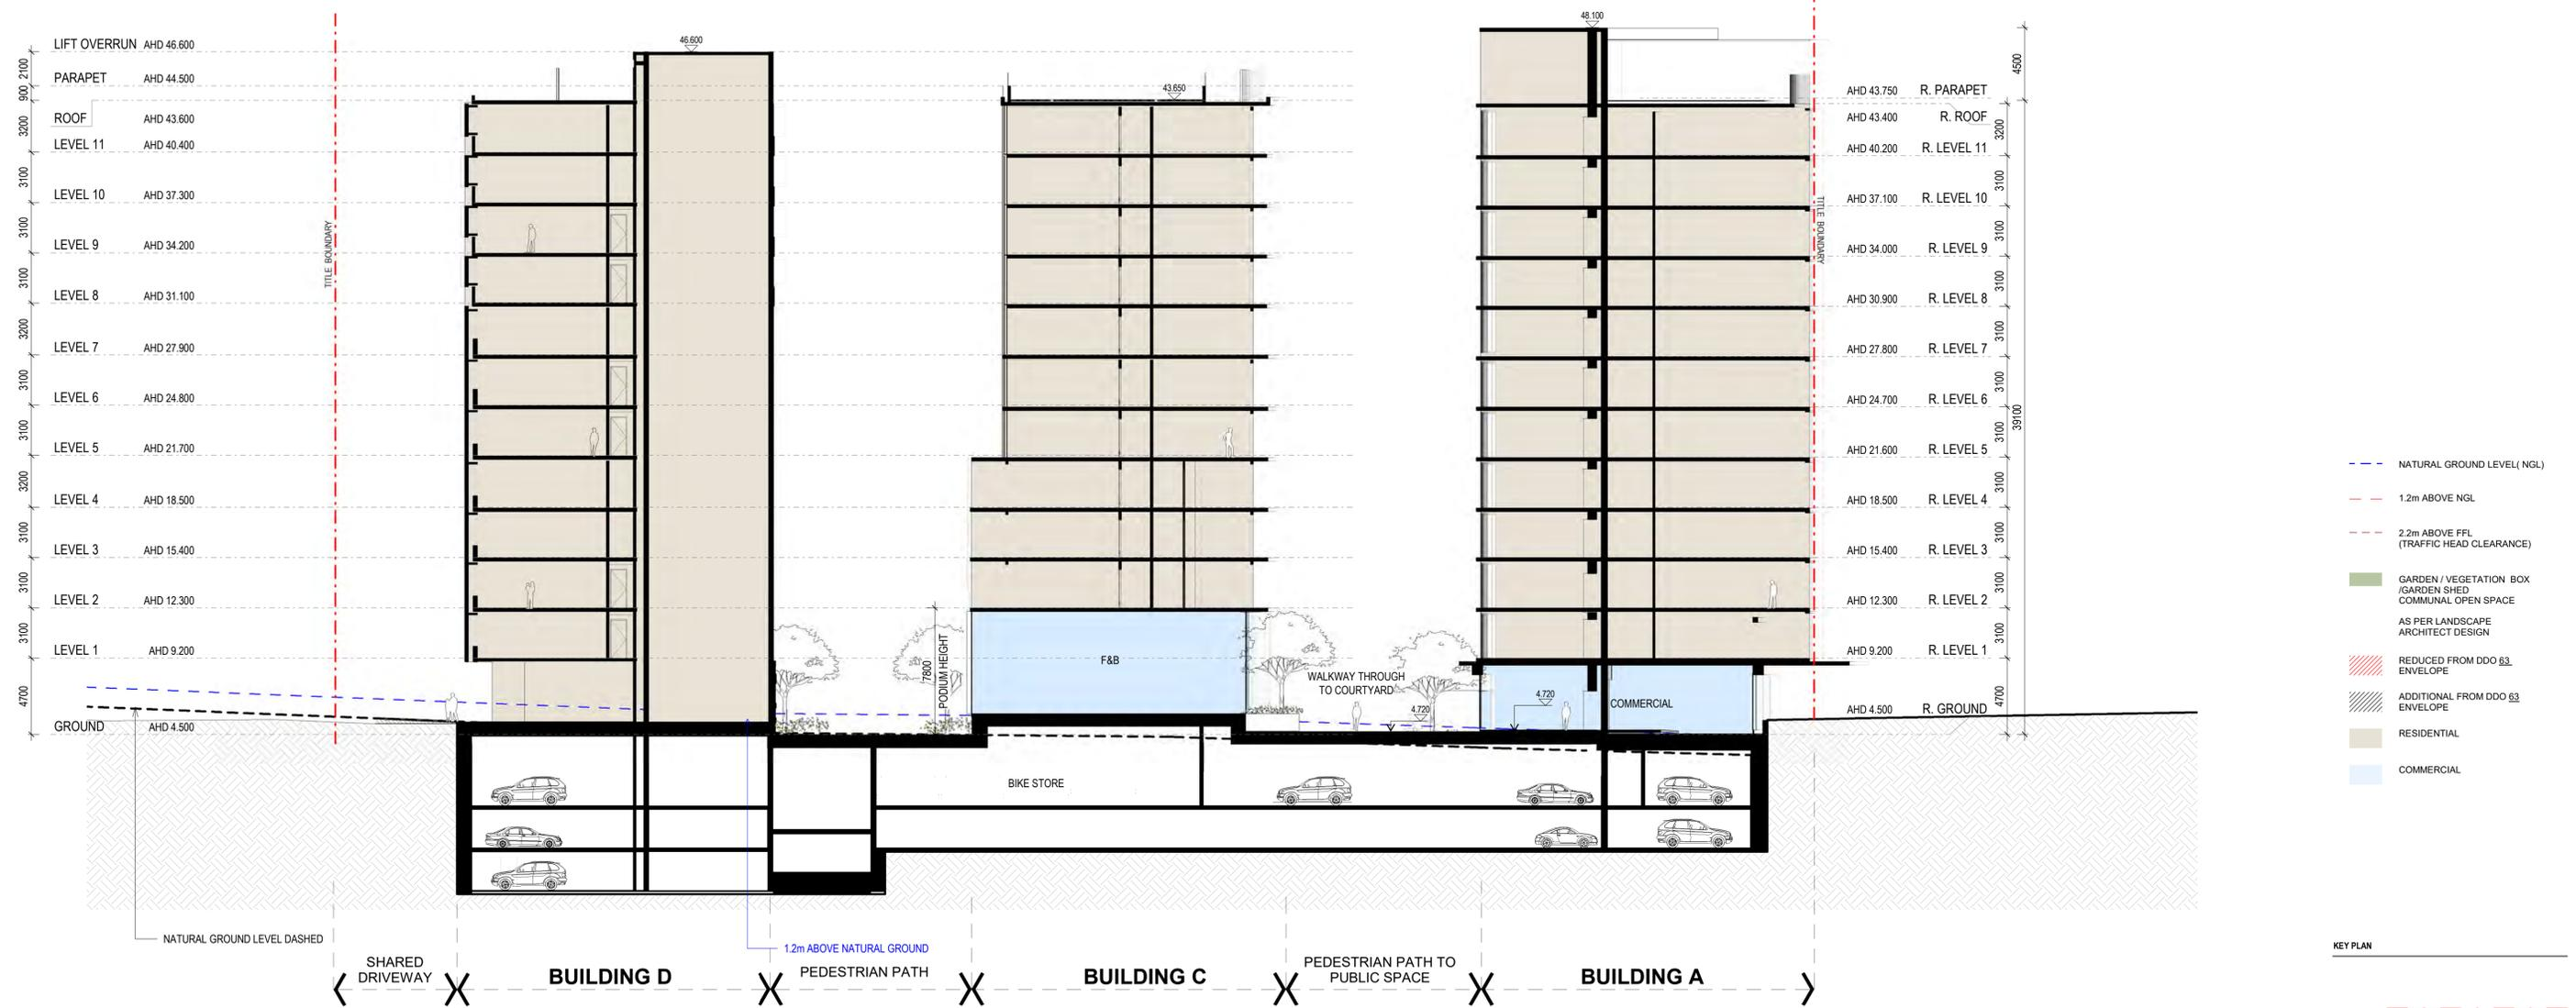 LIFT OVERRUN AHD 46.600
PARAPET AHD 44.500
ROOF AHD 43.600
LEVEL 11 AHD 40.400
LEVEL 10 AHD 37.300
LEVEL 9 AHD 34.200
LEVEL 8 AHD 31.100
LEVEL 7 AHD 27.900
LEVEL 6 AHD 24.800
LEVEL 5 AHD 21.700
LEVEL 4 AHD 18.500
LEVEL 3 AHD 15.400
LEVEL 2 AHD 12.300
LEVEL 1 AHD 9.200
GROUND AHD 4.500
2100
900
3200
3100
3100
3100
3100
3200
3100
3100
3200
3100
3100
3100
4700
TITLE BOUNDARY
46.600
43.650
48.100
7800
PODIUM HEIGHT
F&B
WALKWAY THROUGH
TO COURTYARD
4.720
4.720
COMMERCIAL
BIKE STORE
TITLE BOUNDARY
AHD 43.750 R. PARAPET
AHD 43.400 R. ROOF
AHD 40.200 R. LEVEL 11
AHD 37.100 R. LEVEL 10
AHD 34.000 R. LEVEL 9
AHD 30.900 R. LEVEL 8
AHD 27.800 R. LEVEL 7
AHD 24.700 R. LEVEL 6
AHD 21.600 R. LEVEL 5
AHD 18.500 R. LEVEL 4
AHD 15.400 R. LEVEL 3
AHD 12.300 R. LEVEL 2
AHD 9.200 R. LEVEL 1
AHD 4.500 R. GROUND
3200
3100
3100
3100
3100
3100
3100
3100
3100
3100
3100
4700
4500
39100
NATURAL GROUND LEVEL( NGL)
1.2m ABOVE NGL
2.2m ABOVE FFL
(TRAFFIC HEAD CLEARANCE)
GARDEN / VEGETATION BOX
/GARDEN SHED
COMMUNAL OPEN SPACE
AS PER LANDSCAPE
ARCHITECT DESIGN
REDUCED FROM DDO 63
ENVELOPE
ADDITIONAL FROM DDO 63
ENVELOPE
RESIDENTIAL
COMMERCIAL
KEY PLAN
NATURAL GROUND LEVEL DASHED
1.2m ABOVE NATURAL GROUND
SHARED
DRIVEWAY
BUILDING D
PEDESTRIAN PATH
BUILDING C
PEDESTRIAN PATH TO
PUBLIC SPACE
BUILDING A